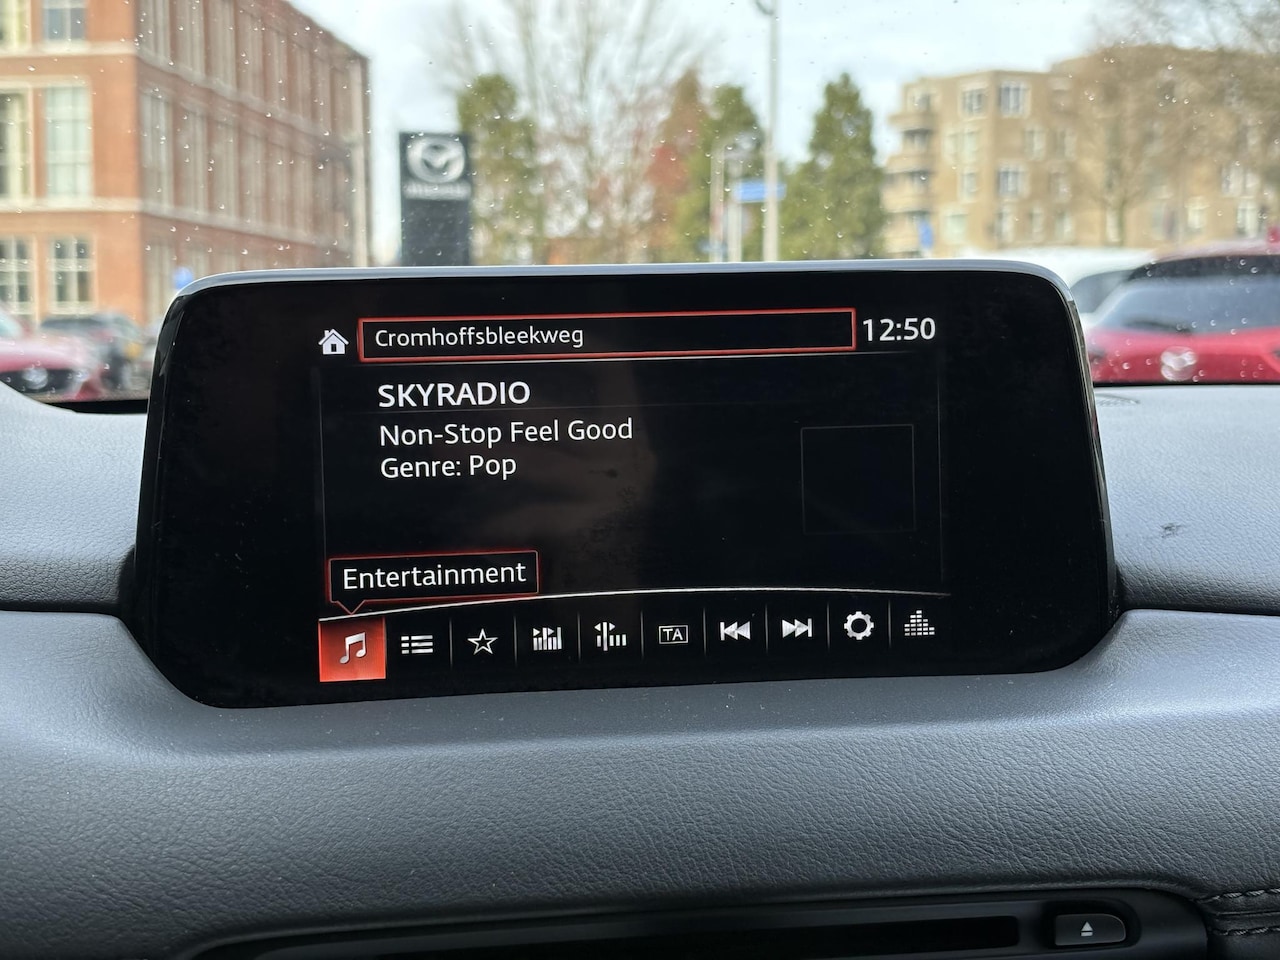 Cromhoffsbleekweg
12:50
SKYRADIO
Non-Stop Feel Good
Genre: Pop
Entertainment
TA